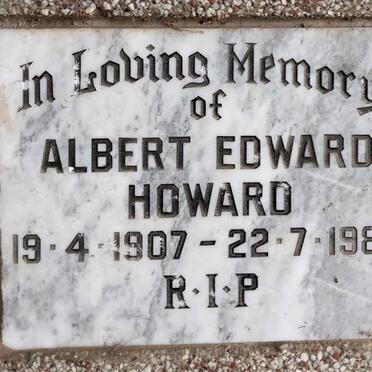 In Loving Memory
of
ALBERT EDWARD
HOWARD
19·4·1907 – 22·7·198
R·I·P